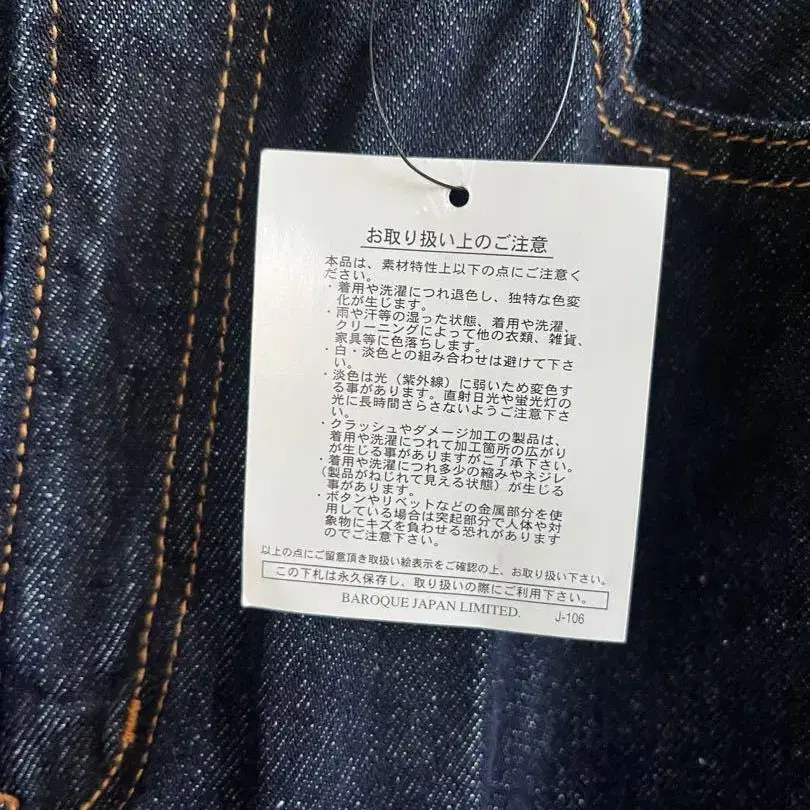 お取り扱い上のご注意
本品は、素材特性上以下の点にご注意く
ださい。
・着用や洗濯につれ退色し、独特な色変
化が生じます。
・雨や汗等の湿った状態、着用や洗濯、
クリーニングによって他の衣類、雑貨、
家具等に色落ちします。
・白・淡色との組み合わせは避けて下さ
い。
・淡色は光（紫外線）に弱いため変色す
る事があります。直射日光や蛍光灯の
光に長時間さらさないようご注意下さ
い。
・クラッシュやダメージ加工の製品は、
着用や洗濯につれて加工箇所の広がり
が生じる事がありますがご了承下さい。
・着用や洗濯につれ多少の縮みやネジレ
（製品がねじれて見える状態）が生じる
事があります。
・ボタンやリベットなどの金属部分を使
用している場合は突起部分で人体や対
象物にキズを負わせる恐れがあります
のでご注意下さい。
以上の点にご留意頂き取扱い絵表示をご確認の上、お取り扱い下さい。
この下札は永久保存し、取り扱いの際にご利用下さい。
BAROQUE JAPAN LIMITED.
J-106